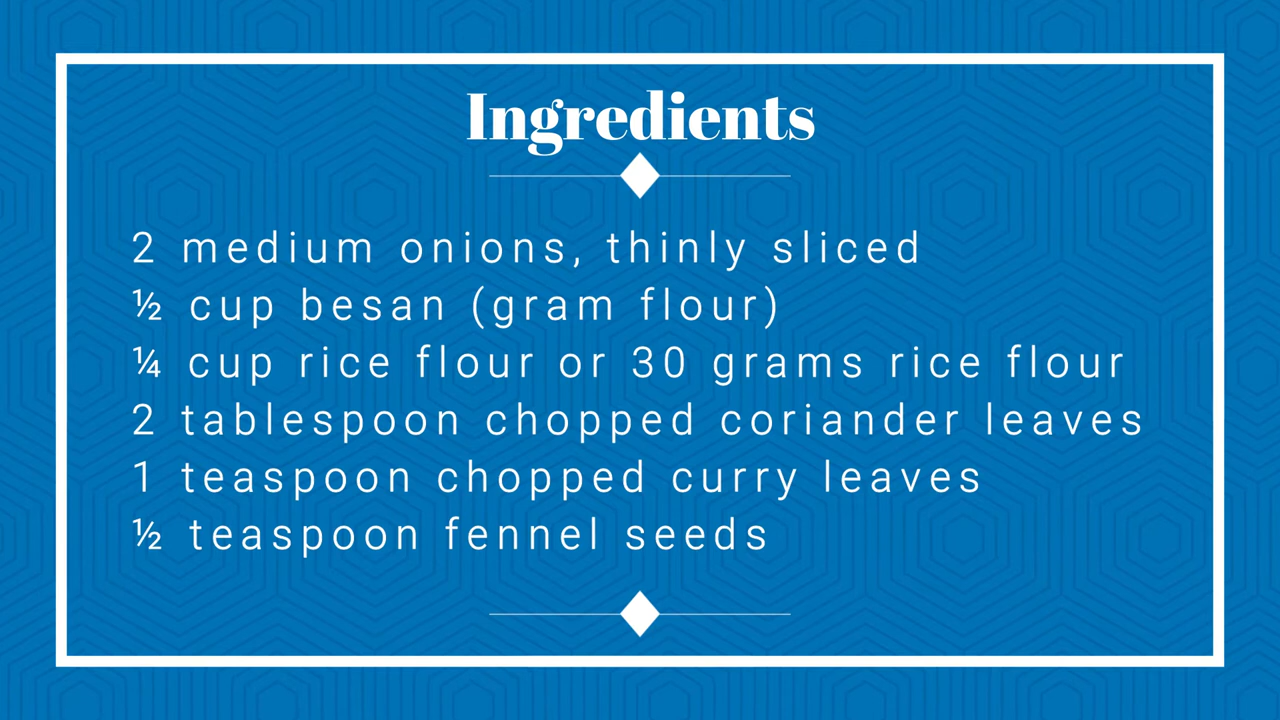 Ingredients
2 medium onions, thinly sliced
½ cup besan (gram flour)
¼ cup rice flour or 30 grams rice flour
2 tablespoon chopped coriander leaves
1 teaspoon chopped curry leaves
½ teaspoon fennel seeds